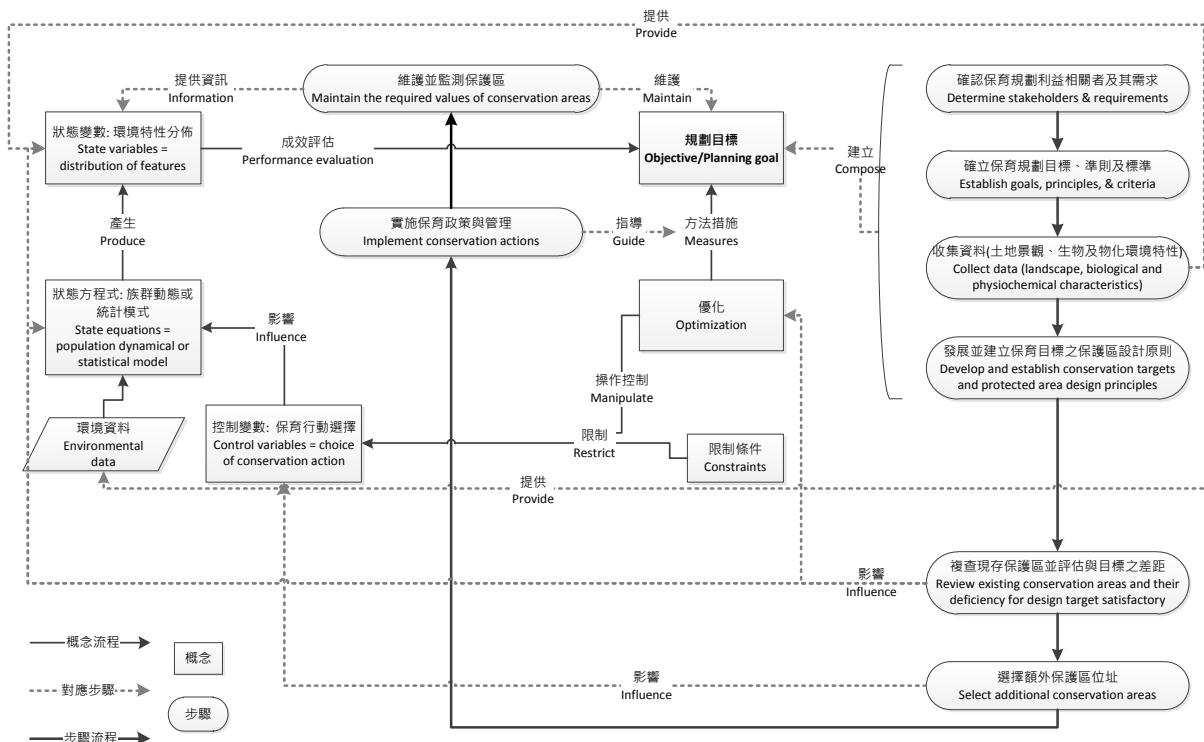 提供
Provide
提供資訊
Information
維護並監測保護區
Maintain the required values of conservation areas
維護
Maintain
確認保育規劃利益相關者及其需求
Determine stakeholders & requirements
狀態變數: 環境特性分佈
State variables =
distribution of features
成效評估
Performance evaluation
規劃目標
Objective/Planning goal
建立
Compose
確立保育規劃目標、準則及標準
Establish goals, principles, & criteria
產生
Produce
實施保育政策與管理
Implement conservation actions
指導
Guide
方法措施
Measures
收集資料(土地景觀、生物及物化環境特性)
Collect data (landscape, biological and
physiochemical characteristics)
狀態方程式: 族群動態或
統計模式
State equations =
population dynamical or
statistical model
影響
Influence
優化
Optimization
發展並建立保育目標之保護區設計原則
Develop and establish conservation targets
and protected area design principles
操作控制
Manipulate
環境資料
Environmental
data
控制變數: 保育行動選擇
Control variables = choice
of conservation action
限制
Restrict
限制條件
Constraints
提供
Provide
影響
Influence
複查現存保護區並評估與目標之差距
Review existing conservation areas and their
deficiency for design target satisfactory
概念流程
概念
對應步驟
影響
Influence
選擇額外保護區位址
Select additional conservation areas
步驟
步驟流程